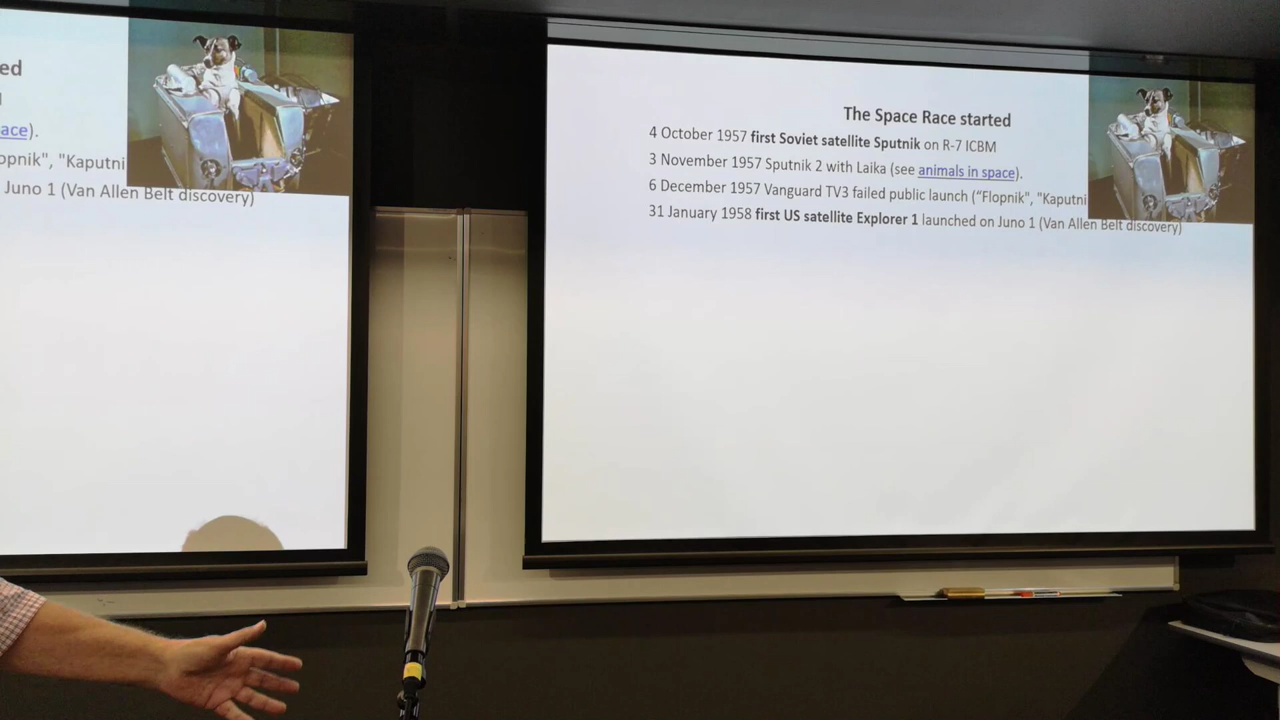 ed
ace).
opnik", "Kaputni
Juno 1 (Van Allen Belt discovery)
The Space Race started
4 October 1957 first Soviet satellite Sputnik on R-7 ICBM
3 November 1957 Sputnik 2 with Laika (see animals in space).
6 December 1957 Vanguard TV3 failed public launch (“Flopnik", "Kaputni
31 January 1958 first US satellite Explorer 1 launched on Juno 1 (Van Allen Belt discovery)